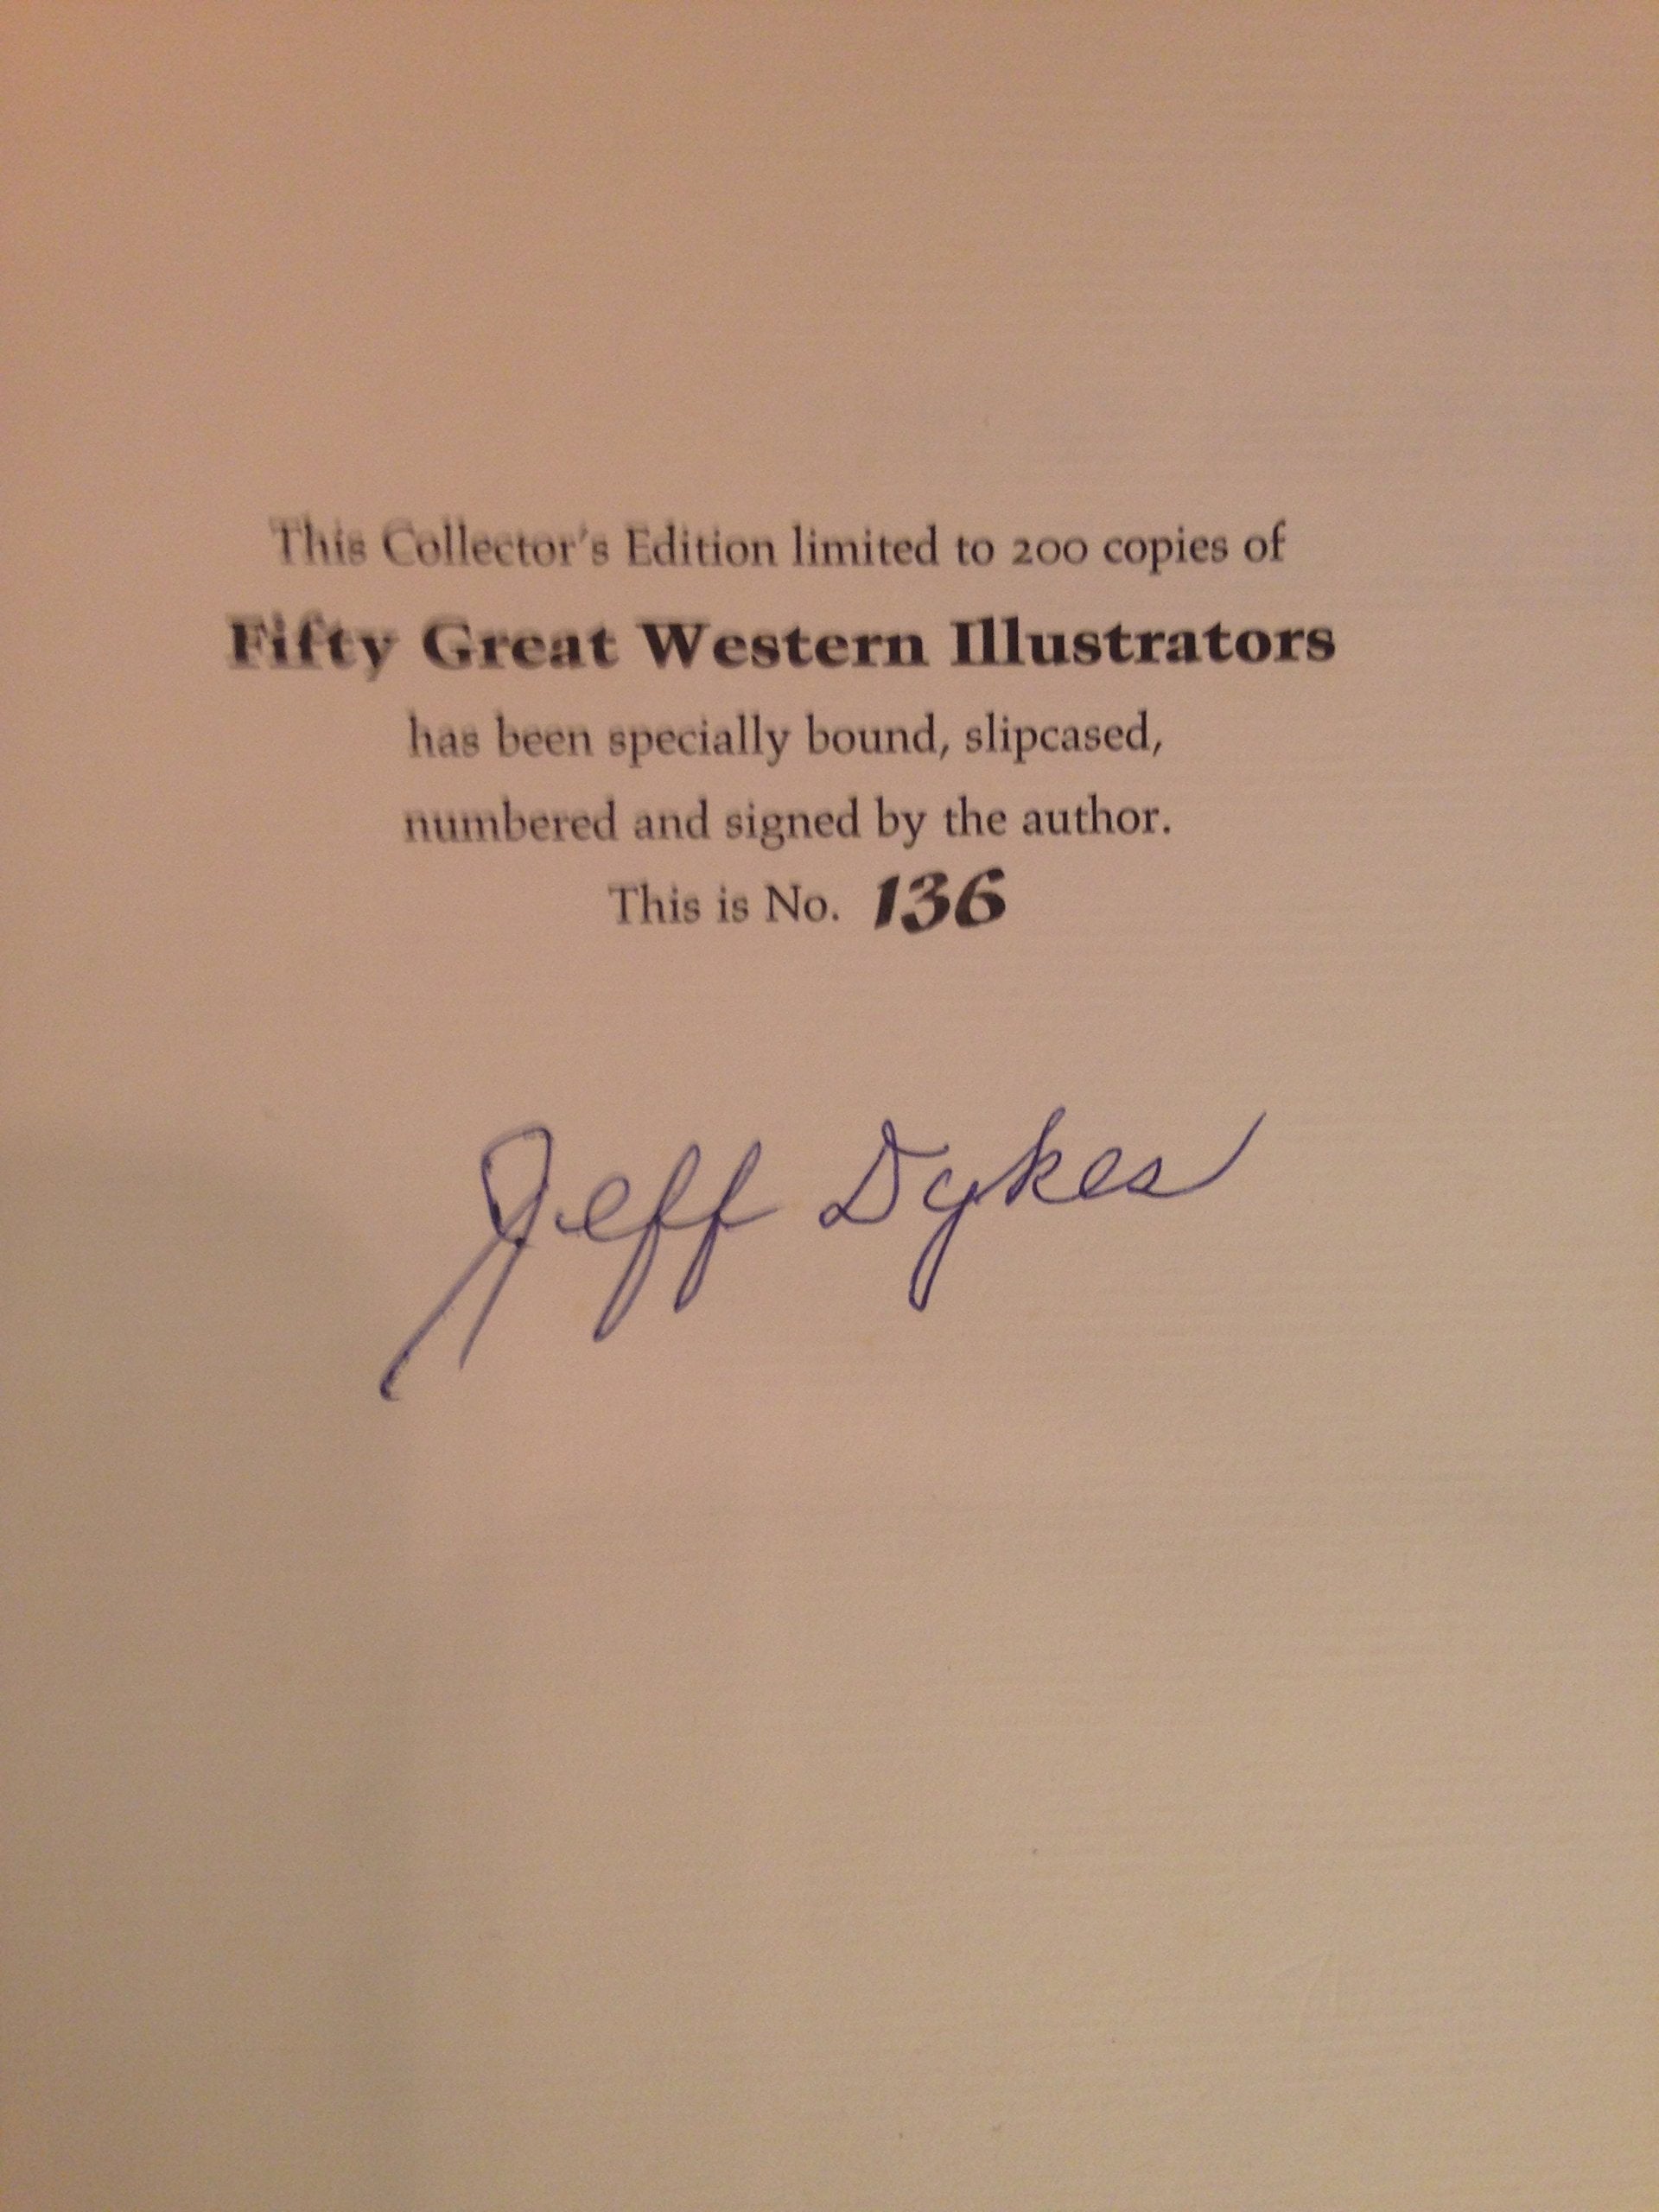 This Collector's Edition limited to 200 copies of
Fifty Great Western Illustrators
has been specially bound, slipcased,
numbered and signed by the author.
This is No. 136
Jeff Dykes